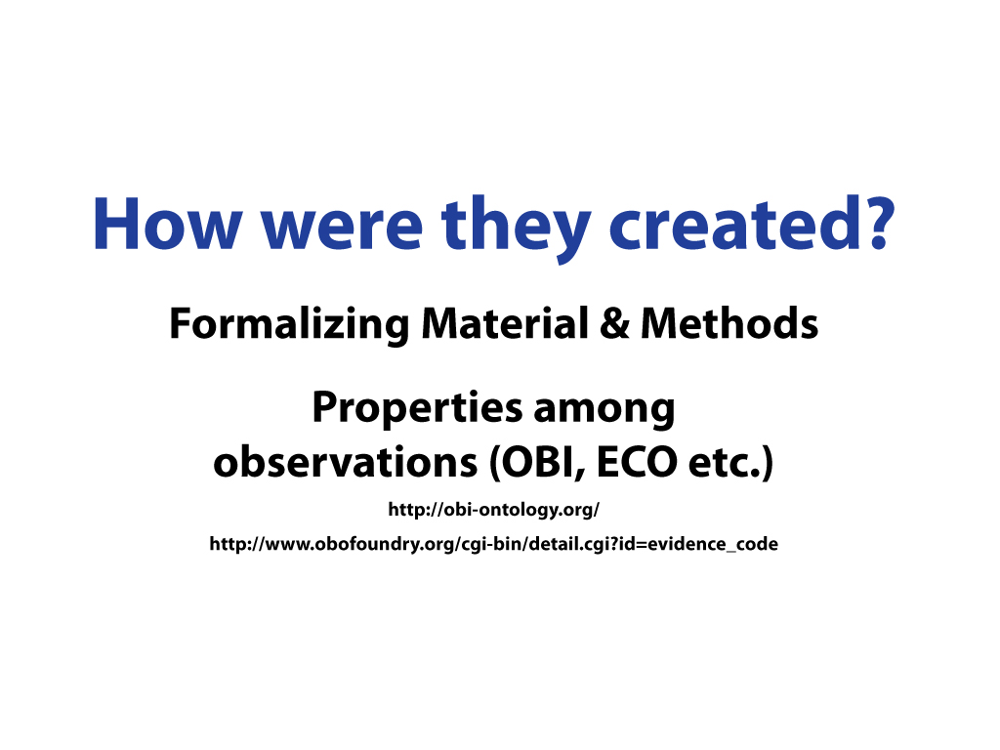 How were they created?
Formalizing Material & Methods
Properties among
observations (OBI, ECO etc.)
http://obi-ontology.org/
http://www.obofoundry.org/cgi-bin/detail.cgi?id=evidence_code